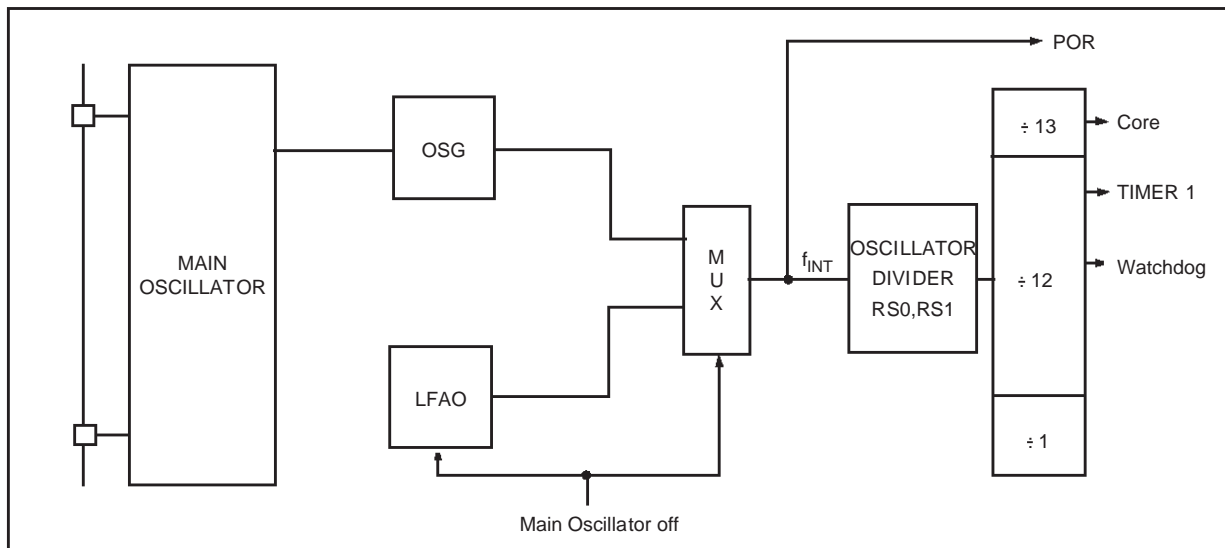 POR
MAIN
OSCILLATOR
OSG
LFAO
M
U
X
fINT
OSCILLATOR
DIVIDER
RS0,RS1
÷ 13
÷ 12
÷ 1
Core
TIMER 1
Watchdog
Main Oscillator off